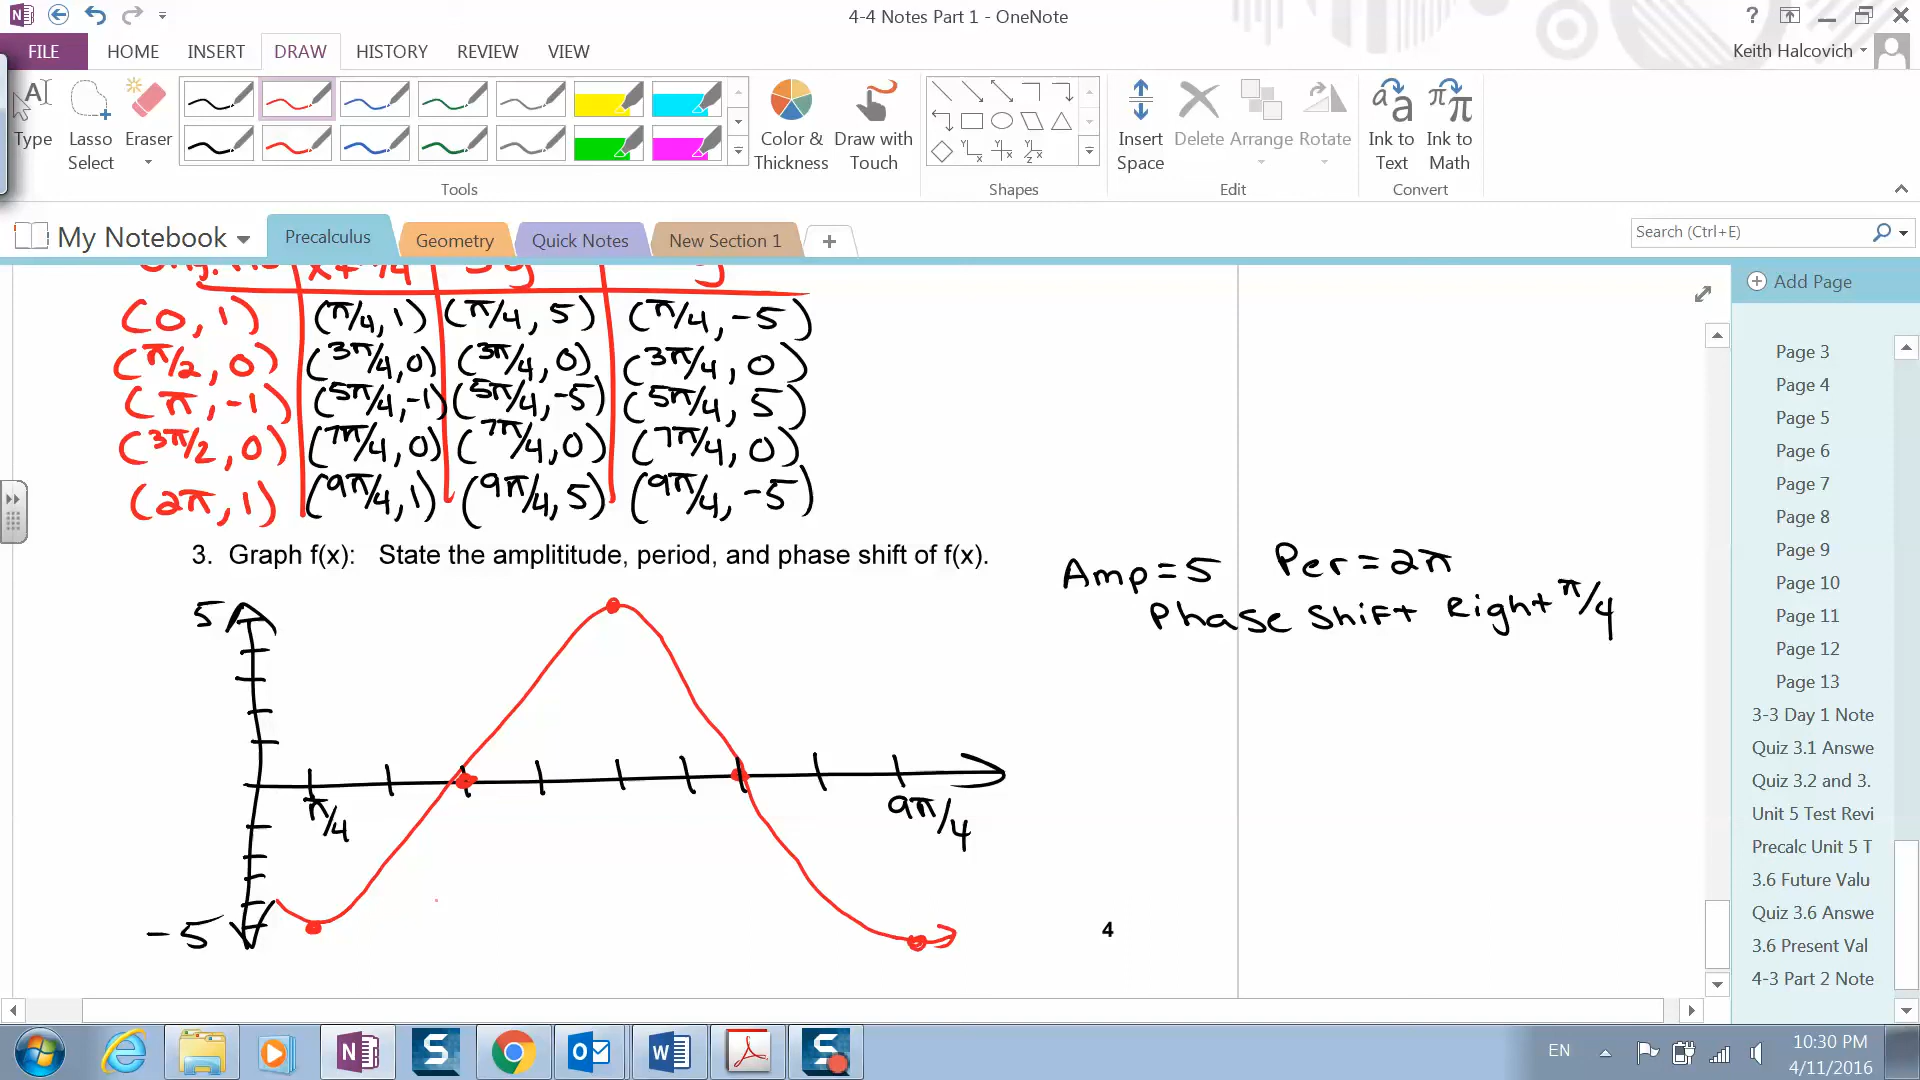 4-4 Notes Part 1 - OneNote
?
FILE HOME INSERT DRAW HISTORY REVIEW VIEW
Keith Halcovich
Type
Lasso Select
Eraser
Color & Thickness
Draw with Touch
Insert Space
Delete
Arrange
Rotate
Ink to Text
Ink to Math
Tools
Shapes
Edit
Convert
My Notebook
Precalculus
Geometry
Quick Notes
New Section 1
Search (Ctrl+E)
Add Page
(0, 1) (π/4, 1) (π/4, 5) (π/4, -5)
(π/2, 0) (3π/4, 0) (3π/4, 0) (3π/4, 0)
(π, -1) (5π/4, -1) (5π/4, -5) (5π/4, 5)
(3π/2, 0) (7π/4, 0) (7π/4, 0) (7π/4, 0)
(2π, 1) (9π/4, 1) (9π/4, 5) (9π/4, -5)
3. Graph f(x): State the amplititude, period, and phase shift of f(x).
Amp = 5 Per = 2π
Phase Shift Right π/4
5
π/4
9π/4
-5
4
Page 3
Page 4
Page 5
Page 6
Page 7
Page 8
Page 9
Page 10
Page 11
Page 12
Page 13
3-3 Day 1 Note
Quiz 3.1 Answe
Quiz 3.2 and 3.
Unit 5 Test Revi
Precalc Unit 5 T
3.6 Future Valu
Quiz 3.6 Answe
3.6 Present Val
4-3 Part 2 Note
EN
10:30 PM
4/11/2016